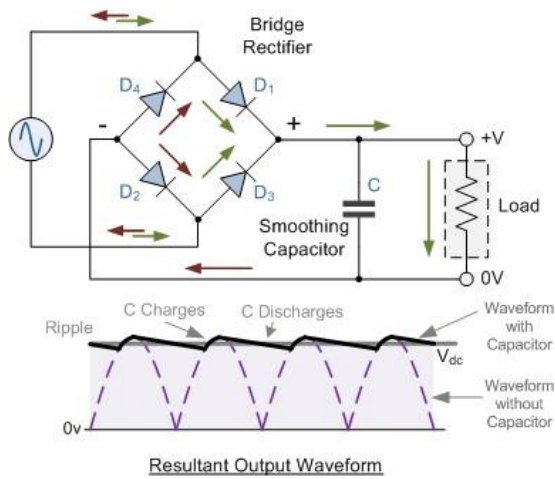 Bridge
Rectifier
D4
D1
-
+
D2
D3
C
Smoothing
Capacitor
+V
Load
0V
C Charges
C Discharges
Ripple
Waveform
with
Capacitor
Vdc
Waveform
without
Capacitor
0v
Resultant Output Waveform